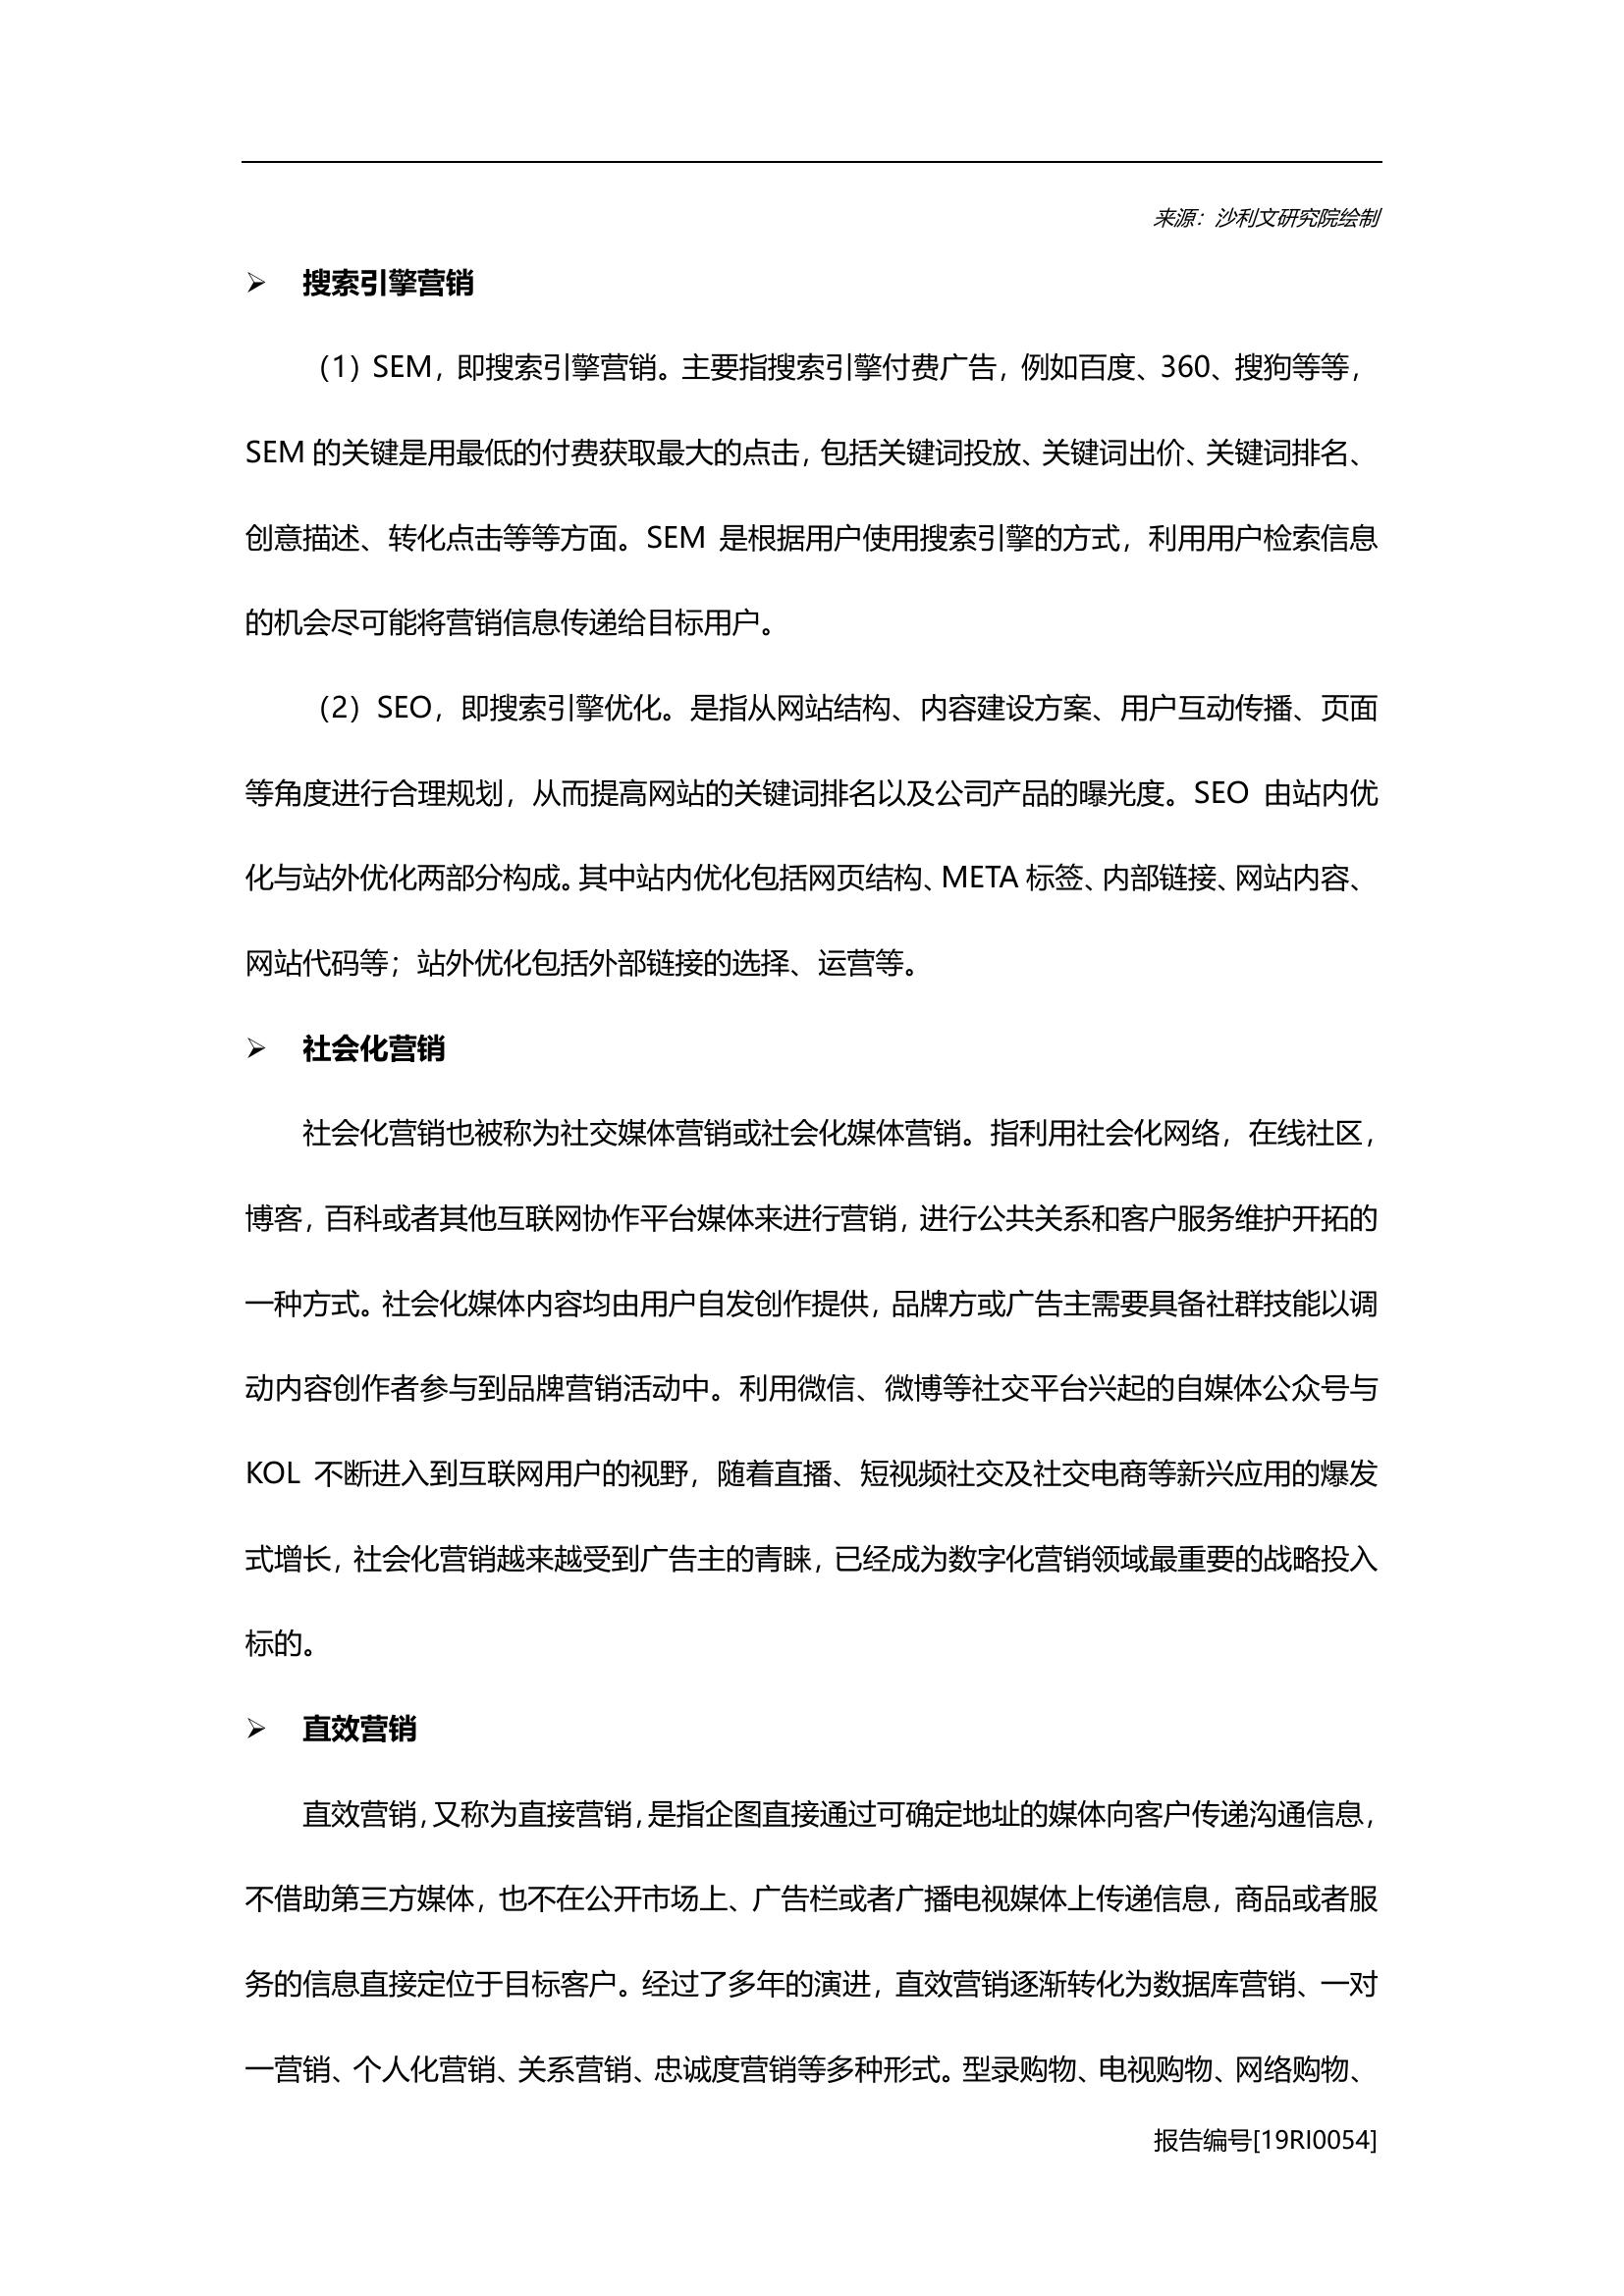 来源：沙利文研究院绘制
➢ 搜索引擎营销
（1）SEM，即搜索引擎营销。主要指搜索引擎付费广告，例如百度、360、搜狗等等，
SEM 的关键是用最低的付费获取最大的点击，包括关键词投放、关键词出价、关键词排名、
创意描述、转化点击等等方面。SEM 是根据用户使用搜索引擎的方式，利用用户检索信息
的机会尽可能将营销信息传递给目标用户。
（2）SEO，即搜索引擎优化。是指从网站结构、内容建设方案、用户互动传播、页面
等角度进行合理规划，从而提高网站的关键词排名以及公司产品的曝光度。SEO 由站内优
化与站外优化两部分构成。其中站内优化包括网页结构、META 标签、内部链接、网站内容、
网站代码等；站外优化包括外部链接的选择、运营等。
➢ 社会化营销
社会化营销也被称为社交媒体营销或社会化媒体营销。指利用社会化网络，在线社区，
博客，百科或者其他互联网协作平台媒体来进行营销，进行公共关系和客户服务维护开拓的
一种方式。社会化媒体内容均由用户自发创作提供，品牌方或广告主需要具备社群技能以调
动内容创作者参与到品牌营销活动中。利用微信、微博等社交平台兴起的自媒体公众号与
KOL 不断进入到互联网用户的视野，随着直播、短视频社交及社交电商等新兴应用的爆发
式增长，社会化营销越来越受到广告主的青睐，已经成为数字化营销领域最重要的战略投入
标的。
➢ 直效营销
直效营销，又称为直接营销，是指企图直接通过可确定地址的媒体向客户传递沟通信息，
不借助第三方媒体，也不在公开市场上、广告栏或者广播电视媒体上传递信息，商品或者服
务的信息直接定位于目标客户。经过了多年的演进，直效营销逐渐转化为数据库营销、一对
一营销、个人化营销、关系营销、忠诚度营销等多种形式。型录购物、电视购物、网络购物、
报告编号[19RI0054]